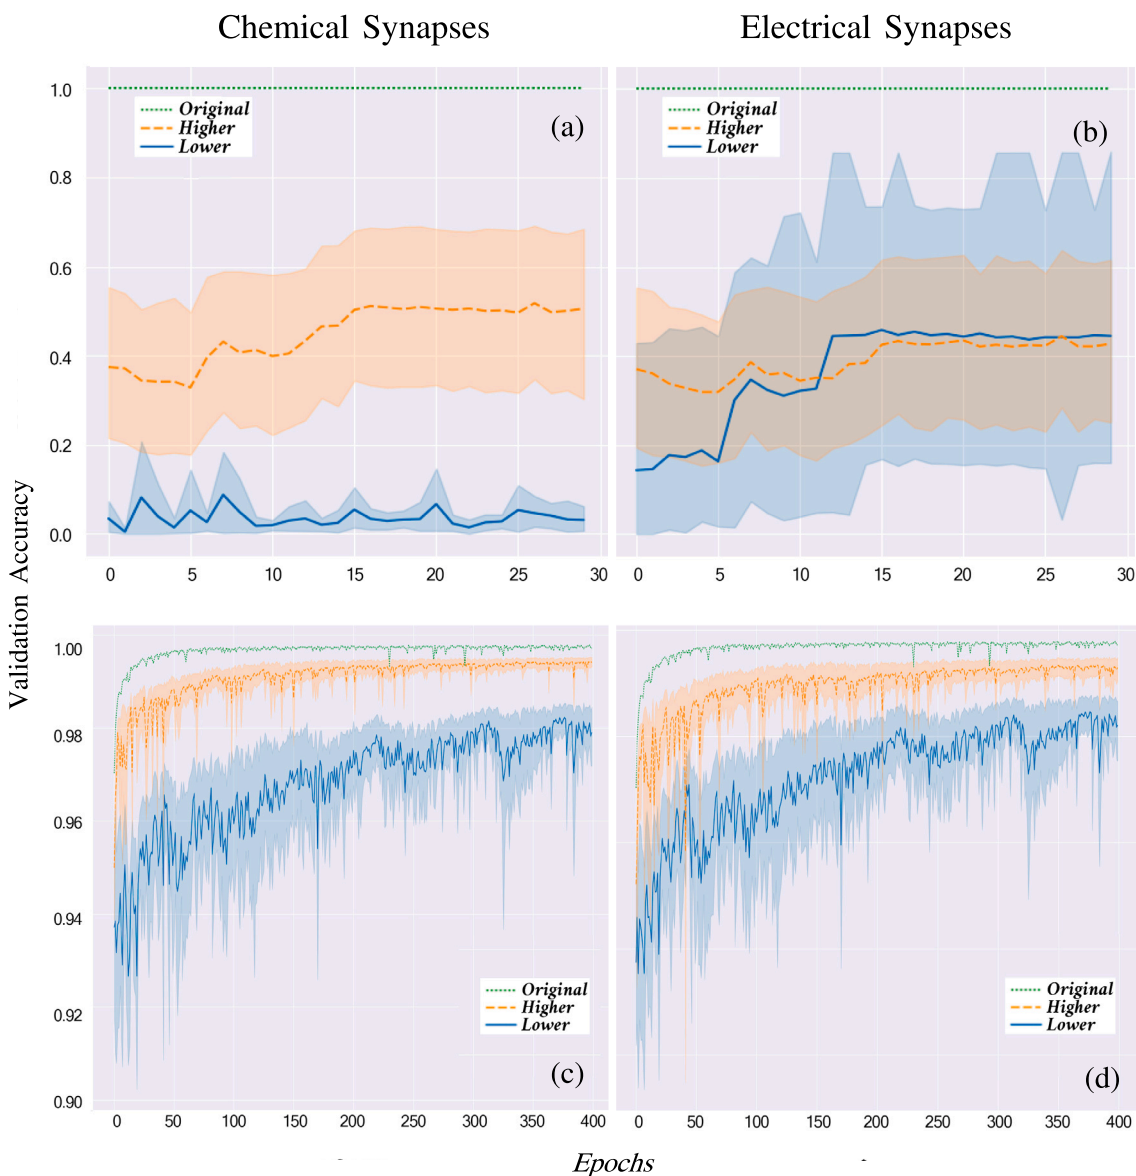 Chemical Synapses
Electrical Synapses
1.0
0.8
0.6
0.4
0.2
0.0
Original
Higher
Lower
(a)
0 5 10 15 20 25 30
Original
Higher
Lower
(b)
0 5 10 15 20 25 30
Validation Accuracy
1.00
0.98
0.96
0.94
0.92
0.90
Original
Higher
Lower
(c)
0 50 100 150 200 250 300 350 400
Original
Higher
Lower
(d)
0 50 100 150 200 250 300 350 400
Epochs